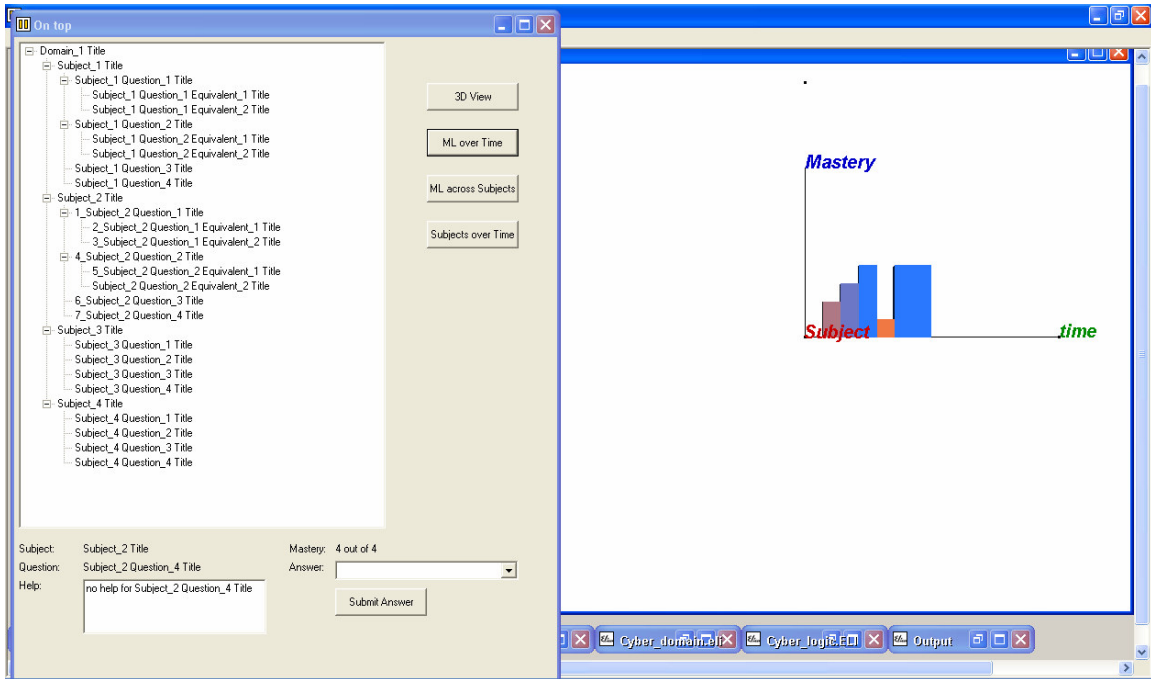 On top
Domain_1 Title
Subject_1 Title
Subject_1 Question_1 Title
Subject_1 Question_1 Equivalent_1 Title
Subject_1 Question_1 Equivalent_2 Title
Subject_1 Question_2 Title
Subject_1 Question_2 Equivalent_1 Title
Subject_1 Question_2 Equivalent_2 Title
Subject_1 Question_3 Title
Subject_1 Question_4 Title
Subject_2 Title
1_Subject_2 Question_1 Title
2_Subject_2 Question_1 Equivalent_1 Title
3_Subject_2 Question_1 Equivalent_2 Title
4_Subject_2 Question_2 Title
5_Subject_2 Question_2 Equivalent_1 Title
Subject_2 Question_2 Equivalent_2 Title
6_Subject_2 Question_3 Title
7_Subject_2 Question_4 Title
Subject_3 Title
Subject_3 Question_1 Title
Subject_3 Question_2 Title
Subject_3 Question_3 Title
Subject_3 Question_4 Title
Subject_4 Title
Subject_4 Question_1 Title
Subject_4 Question_2 Title
Subject_4 Question_3 Title
Subject_4 Question_4 Title
3D View
ML over Time
ML across Subjects
Subjects over Time
Subject: Subject_2 Title
Mastery: 4 out of 4
Question: Subject_2 Question_4 Title
Answer:
Help: no help for Subject_2 Question_4 Title
Submit Answer
Mastery
Subject
time
Cyber_domain.eli
Cyber_logic.ELI
Output